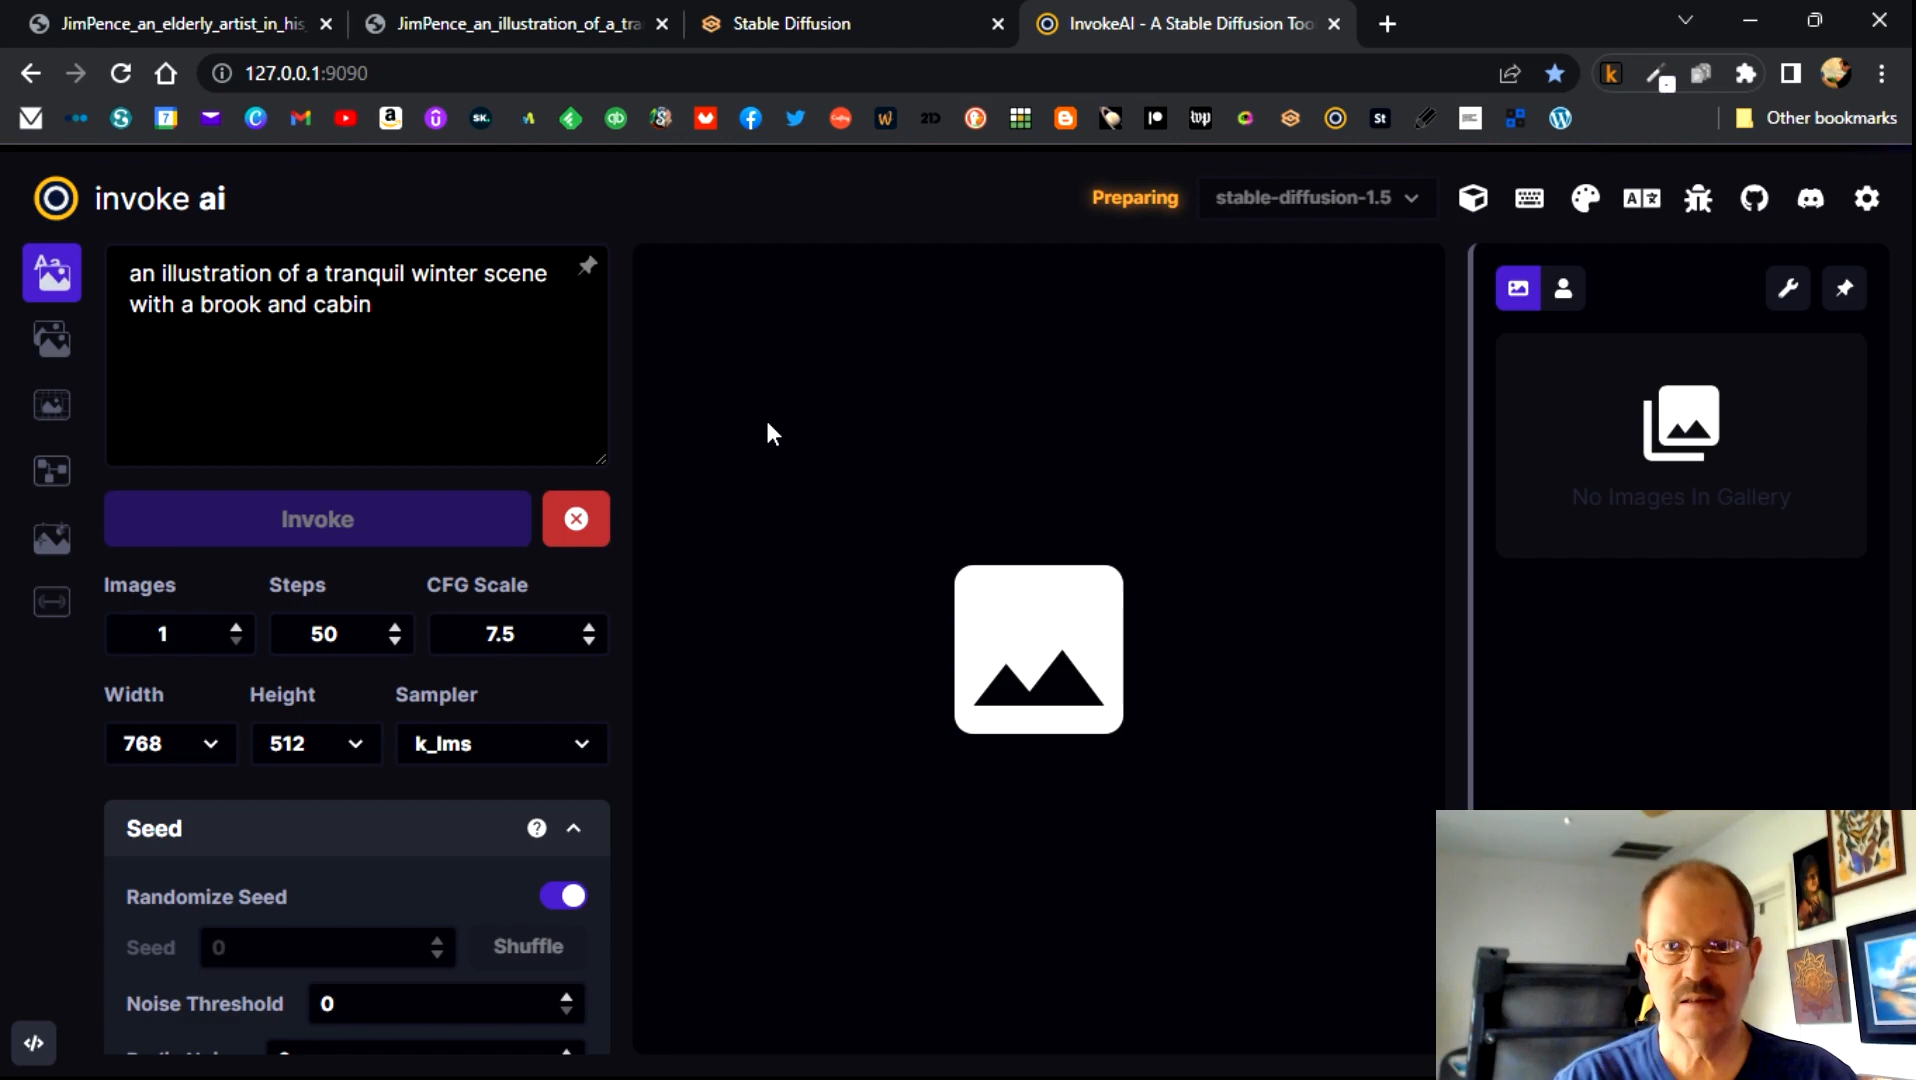 JimPence_an_elderly_artist_in_his_
JimPence_an_illustration_of_a_tra
Stable Diffusion
InvokeAI - A Stable Diffusion Too
127.0.0.1:9090
Other bookmarks
invoke ai
Preparing
stable-diffusion-1.5
an illustration of a tranquil winter scene
with a brook and cabin
Invoke
Images
Steps
CFG Scale
1
50
7.5
Width
Height
Sampler
768
512
k_lms
Seed
Randomize Seed
Seed
0
Shuffle
Noise Threshold
0
No Images In Gallery